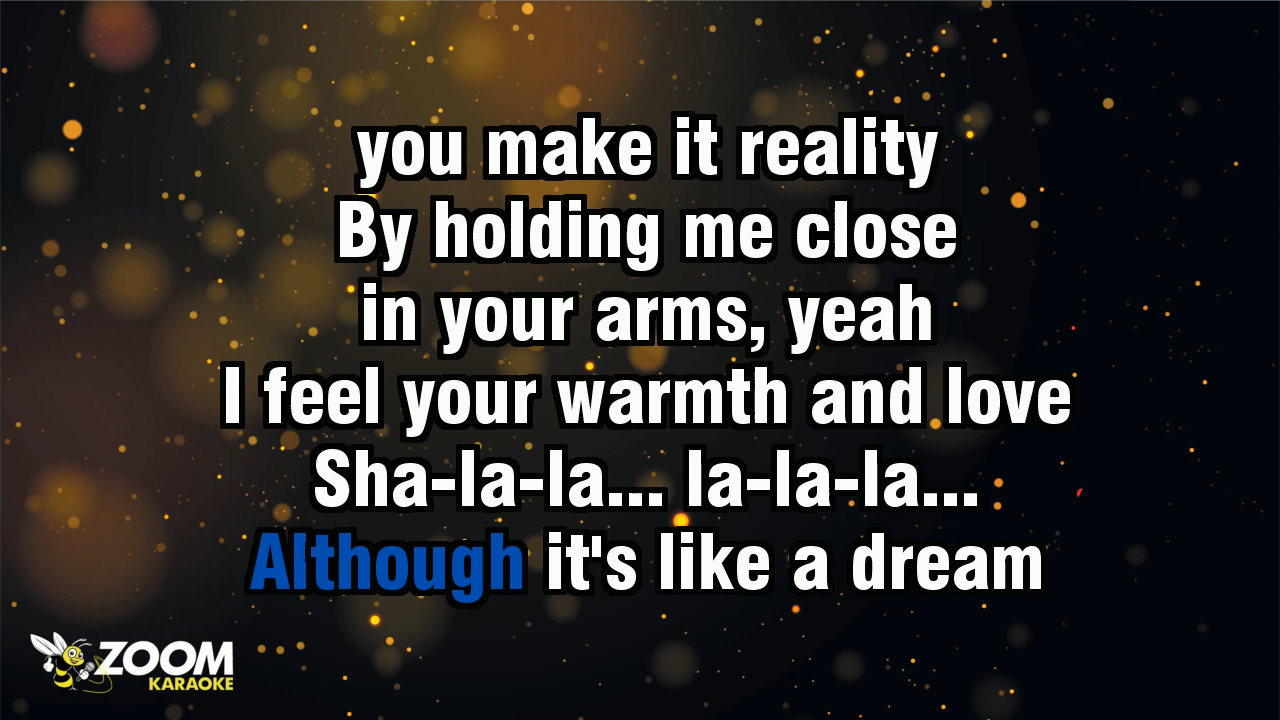 you make it reality
By holding me close
in your arms, yeah
I feel your warmth and love
Sha-la-la... la-la-la...
Although it's like a dream
ZOOM
KARAOKE